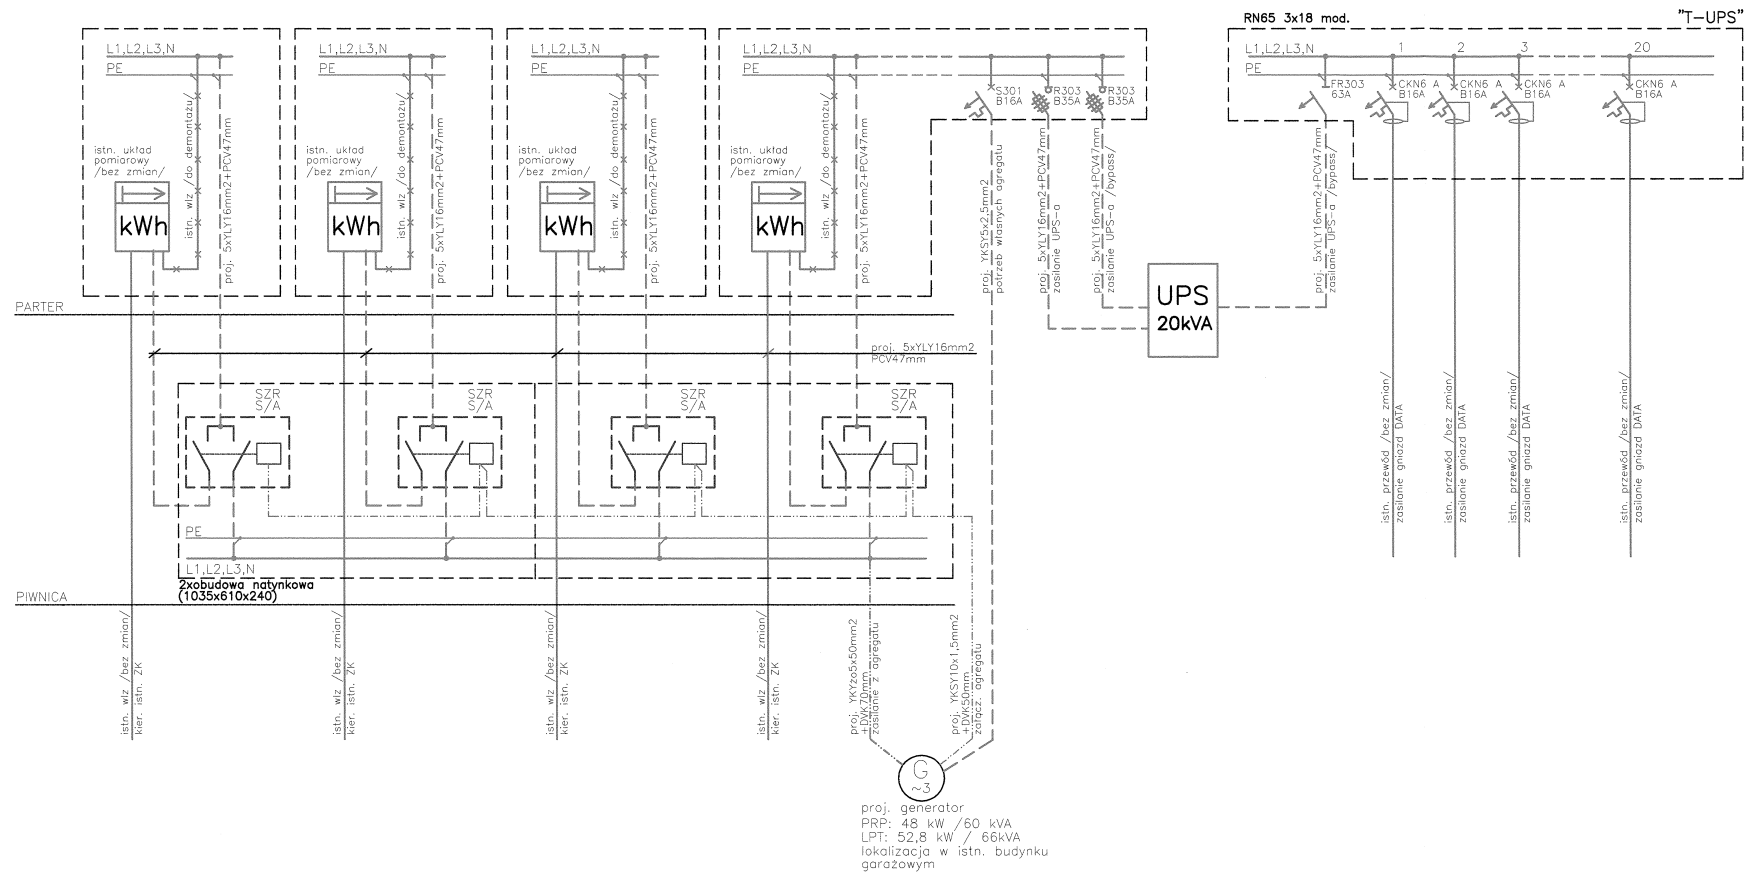 RN65 3x18 mod.
"T-UPS"
L1,L2,L3,N
PE
istn. wlz /do demontażu/
proj. 5xYLY16mm2+PCV47mm
istn. układ
pomiarowy
/bez zmian/
kWh
L1,L2,L3,N
PE
istn. wlz /do demontażu/
proj. 5xYLY16mm2+PCV47mm
istn. układ
pomiarowy
/bez zmian/
kWh
L1,L2,L3,N
PE
istn. wlz /do demontażu/
proj. 5xYLY16mm2+PCV47mm
istn. układ
pomiarowy
/bez zmian/
kWh
L1,L2,L3,N
PE
istn. wlz /do demontażu/
proj. 5xYLY16mm2+PCV47mm
istn. układ
pomiarowy
/bez zmian/
kWh
S301
B16A
R303
B35A
R303
B35A
proj. YKSY5x2.5mm2
potrzeb własnych agregatu
proj. 5xYLY16mm2+PCV47mm
zasilanie UPS-a
proj. 5xYLY16mm2+PCV47mm
zasilanie UPS-a /bypass/
UPS
20kVA
L1,L2,L3,N
PE
1
2
3
20
FR303
63A
CKN6 A
B16A
CKN6 A
B16A
CKN6 A
B16A
CKN6 A
B16A
proj. 5xYLY16mm2+PCV47mm
zasilanie UPS-a /bypass/
istn. przewód /bez zmian/
zasilanie gniazd DATA
istn. przewód /bez zmian/
zasilanie gniazd DATA
istn. przewód /bez zmian/
zasilanie gniazd DATA
istn. przewód /bez zmian/
zasilanie gniazd DATA
PARTER
proj. 5xYLY16mm2
PCV47mm
SZR
S/A
SZR
S/A
SZR
S/A
SZR
S/A
PE
L1,L2,L3,N
2xobudowa natynkowa
(1035x610x240)
PIWNICA
istn. wlz /bez zmian/
kier. istn. ZK
istn. wlz /bez zmian/
kier. istn. ZK
istn. wlz /bez zmian/
kier. istn. ZK
istn. wlz /bez zmian/
kier. istn. ZK
proj. YKYżo5x50mm2
+DVK70mm
zasilanie z agregatu
proj. YKSY10x1,5mm2
+DVK50mm
załącz. agregatu
G
~3
proj. generator
PRP: 48 kW /60 kVA
LPT: 52,8 kW / 66kVA
lokalizacja w istn. budynku
garażowym